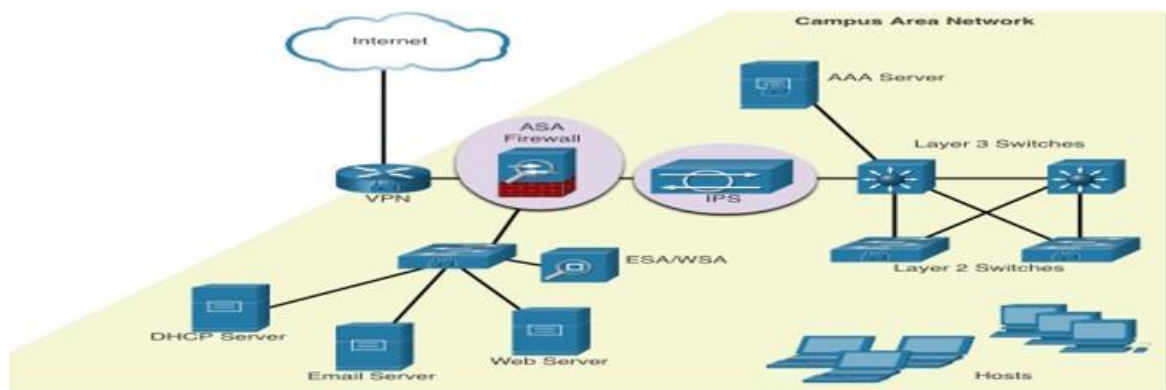 Campus Area Network
Internet
AAA Server
ASA
Firewall
Layer 3 Switches
VPN
IPS
ESA/WSA
Layer 2 Switches
DHCP Server
Web Server
Email Server
Hosts